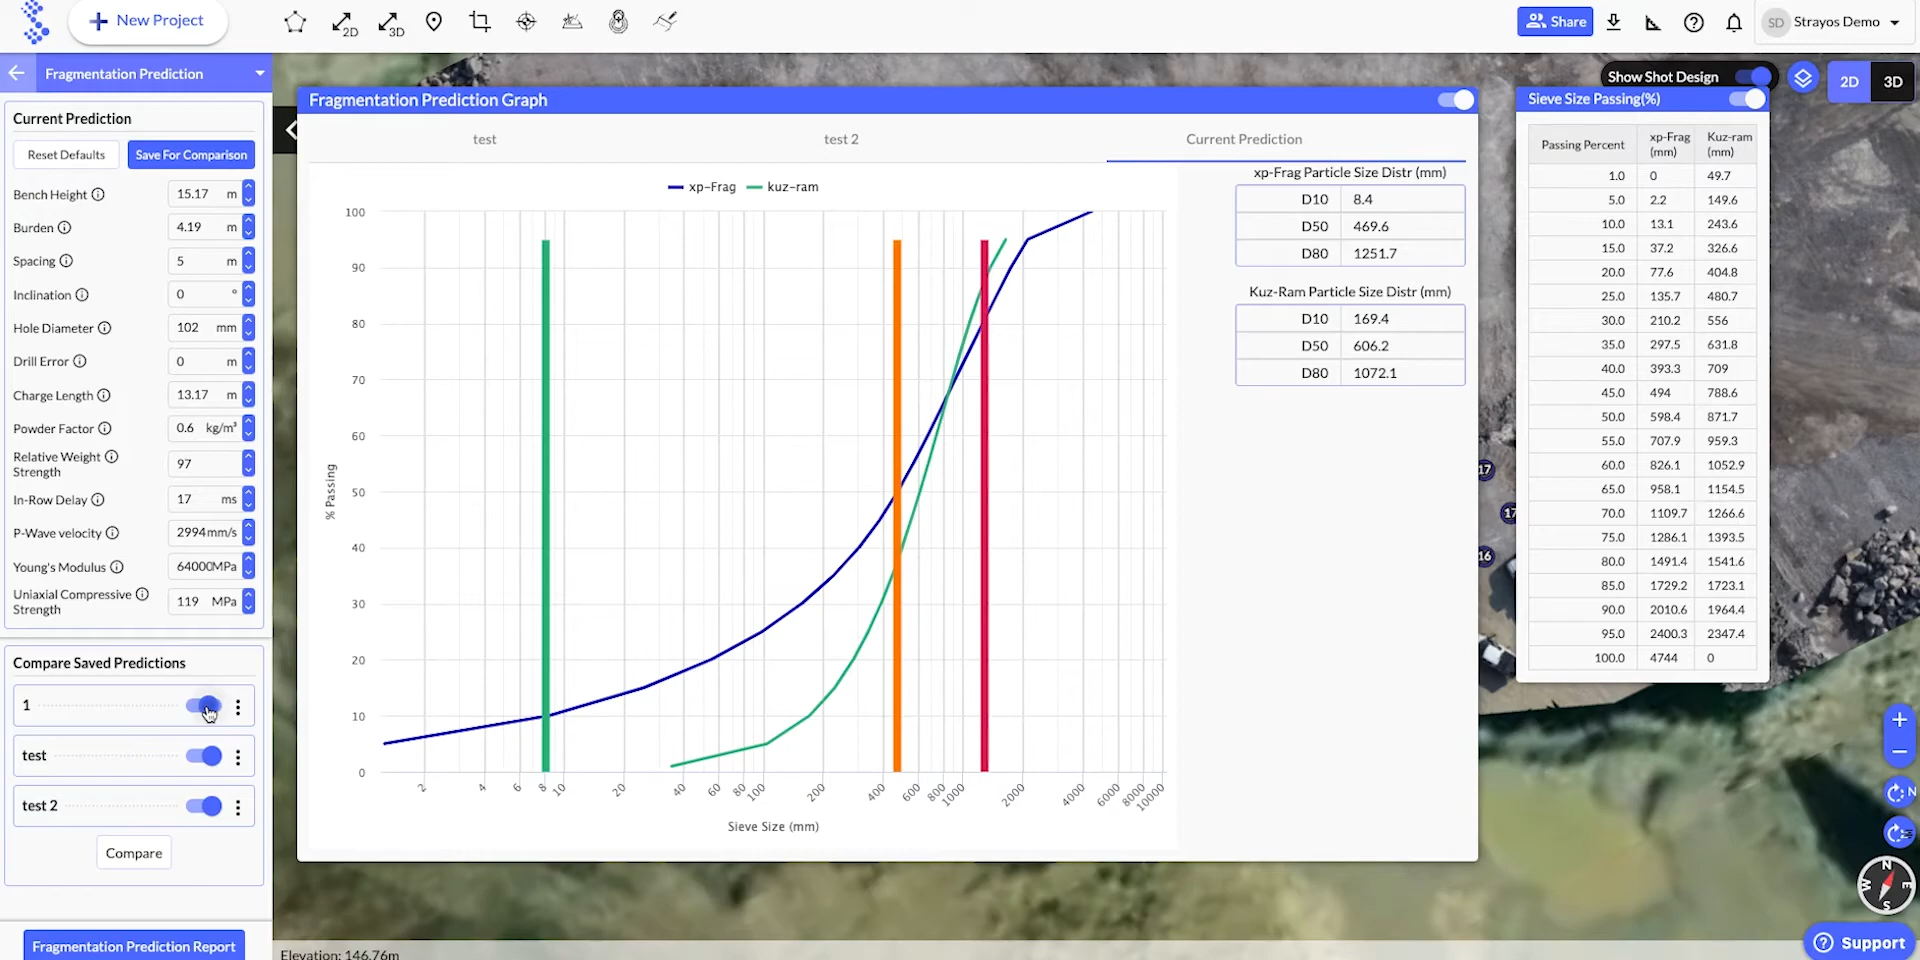 New Project
2D
3D
Share
SD
Strayos Demo
Fragmentation Prediction
Current Prediction
Reset Defaults
Save For Comparison
Bench Height
15.17 m
Burden
4.19 m
Spacing
5 m
Inclination
0 °
Hole Diameter
102 mm
Drill Error
0 m
Charge Length
13.17 m
Powder Factor
0.6 kg/m³
Relative Weight
Strength
97
In-Row Delay
17 ms
P-Wave velocity
2994mm/s
Young's Modulus
64000MPa
Uniaxial Compressive
Strength
119 MPa
Compare Saved Predictions
1
test
test 2
Compare
Fragmentation Prediction Report
Fragmentation Prediction Graph
test
test 2
Current Prediction
xp-Frag
kuz-ram
100
90
80
70
60
50
40
30
20
10
0
% Passing
2 4 6 8 10 20 40 60 80 100 200 400 600 800 1000 2000 4000 6000 8000 10000
Sieve Size (mm)
xp-Frag Particle Size Distr (mm)
D10 8.4
D50 469.6
D80 1251.7
Kuz-Ram Particle Size Distr (mm)
D10 169.4
D50 606.2
D80 1072.1
Show Shot Design
2D
3D
Sieve Size Passing(%)
Passing Percent
xp-Frag
(mm)
Kuz-ram
(mm)
1.0 0 49.7
5.0 2.2 149.6
10.0 13.1 243.6
15.0 37.2 326.6
20.0 77.6 404.8
25.0 135.7 480.7
30.0 210.2 556
35.0 297.5 631.8
40.0 393.3 709
45.0 494 788.6
50.0 598.4 871.7
55.0 707.9 959.3
60.0 826.1 1052.9
65.0 958.1 1154.5
70.0 1109.7 1266.6
75.0 1286.1 1393.5
80.0 1491.4 1541.6
85.0 1729.2 1723.1
90.0 2010.6 1964.4
95.0 2400.3 2347.4
100.0 4744 0
17
17
16
N
N
E
S
W
Elevation: 146.76m
Support